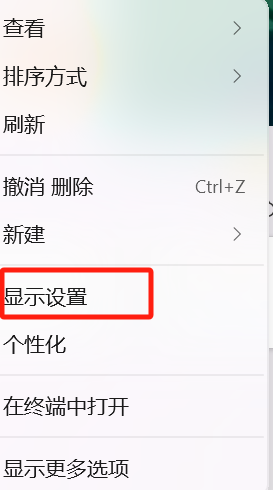 查看
排序方式
刷新
撤消 删除 Ctrl+Z
新建
显示设置
个性化
在终端中打开
显示更多选项